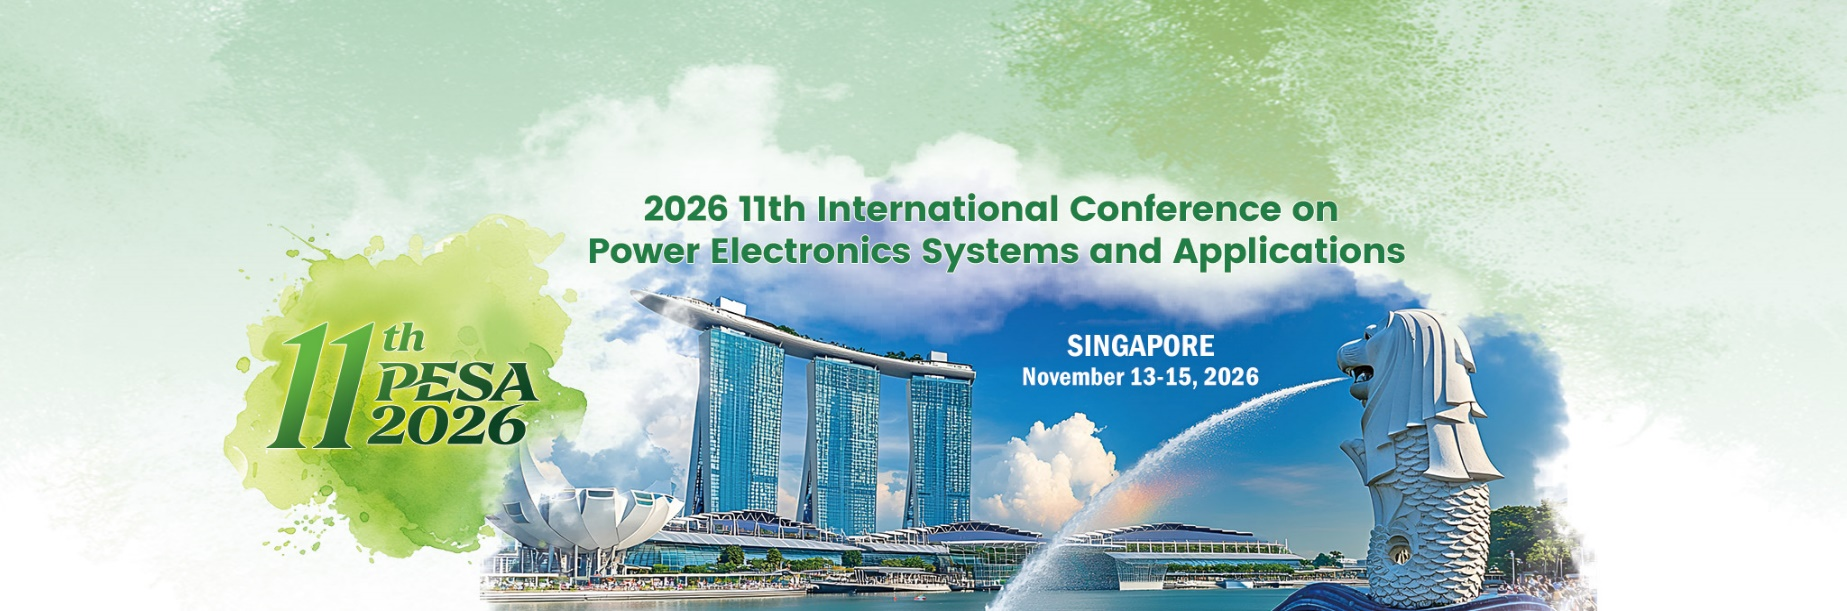 2026 11th International Conference on
Power Electronics Systems and Applications
11th
PESA
2026
SINGAPORE
November 13-15, 2026